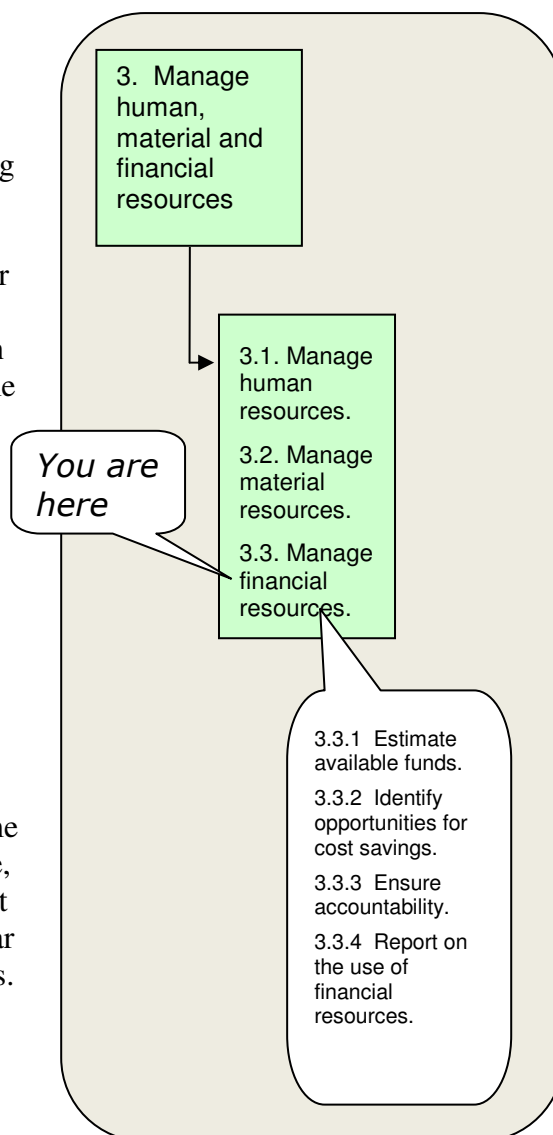 3. Manage
human,
material and
financial
resources
3.1. Manage
human
resources.
3.2. Manage
material
resources.
3.3. Manage
financial
resources.
You are
here
3.3.1 Estimate
available funds.
3.3.2 Identify
opportunities for
cost savings.
3.3.3 Ensure
accountability.
3.3.4 Report on
the use of
financial
resources.